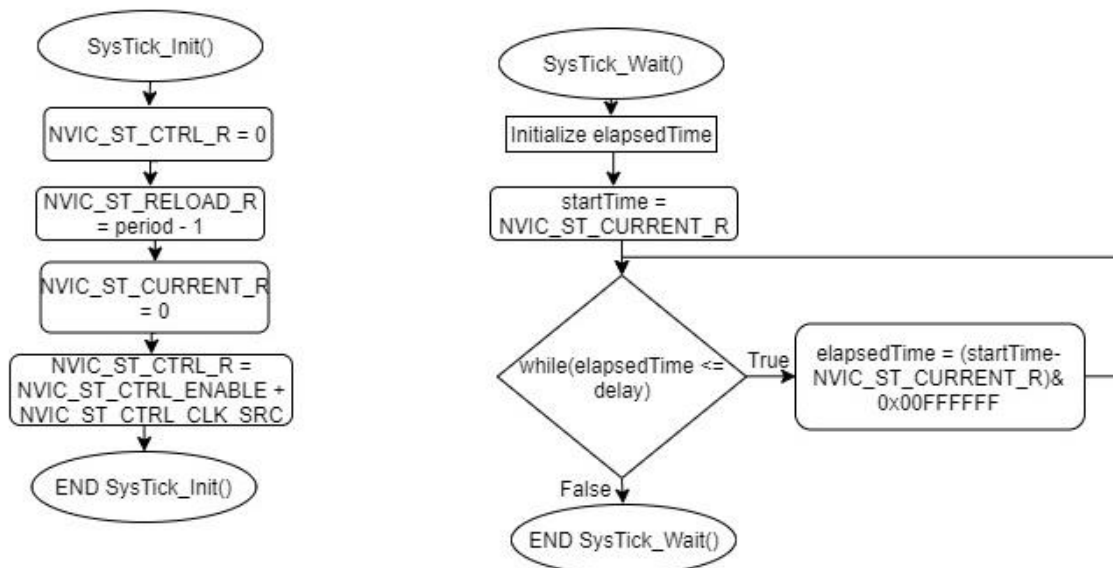 SysTick_Init()
NVIC_ST_CTRL_R = 0
NVIC_ST_RELOAD_R
= period - 1
NVIC_ST_CURRENT_R
= 0
NVIC_ST_CTRL_R =
NVIC_ST_CTRL_ENABLE +
NVIC_ST_CTRL_CLK_SRC
END SysTick_Init()
SysTick_Wait()
Initialize elapsedTime
startTime =
NVIC_ST_CURRENT_R
while(elapsedTime <=
delay)
True
elapsedTime = (startTime-
NVIC_ST_CURRENT_R)&
0x00FFFFFF
False
END SysTick_Wait()